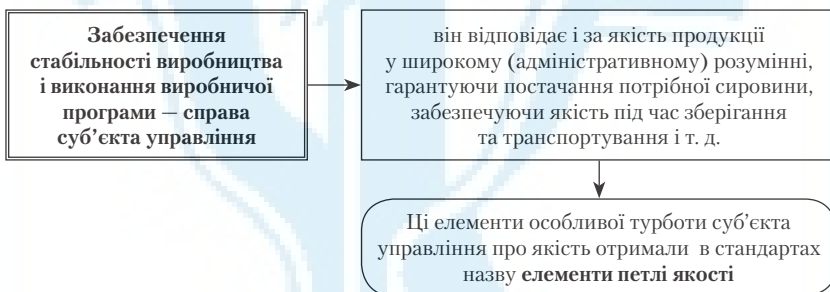 Забезпечення
стабільності виробництва
і виконання виробничої
програми — справа
суб’єкта управління
він відповідає і за якість продукції
у широкому (адміністративному) розумінні,
гарантуючи постачання потрібної сировини,
забезпечуючи якість під час зберігання
та транспортування і т. д.
Ці елементи особливої турботи суб’єкта
управління про якість отримали в стандартах
назву елементи петлі якості